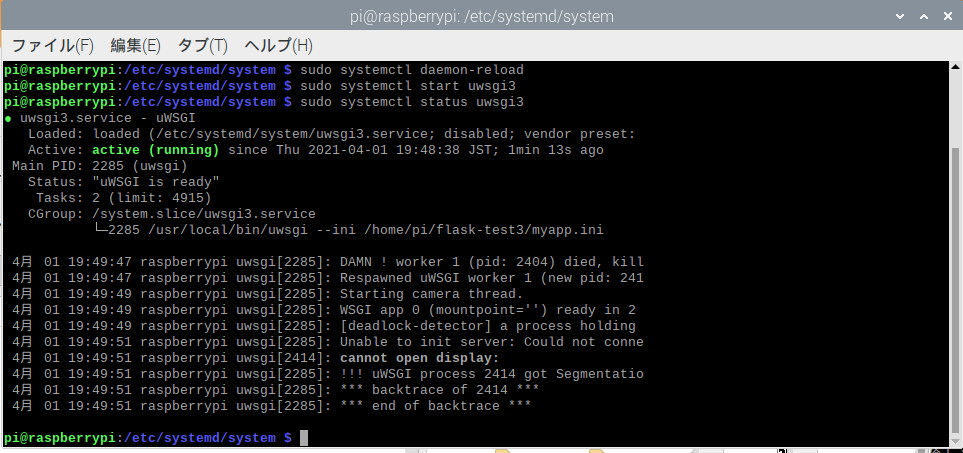 pi@raspberrypi: /etc/systemd/system
ファイル(F) 編集(E) タブ(T) ヘルプ(H)
pi@raspberrypi:/etc/systemd/system $ sudo systemctl daemon-reload
pi@raspberrypi:/etc/systemd/system $ sudo systemctl start uwsgi3
pi@raspberrypi:/etc/systemd/system $ sudo systemctl status uwsgi3
● uwsgi3.service - uWSGI
   Loaded: loaded (/etc/systemd/system/uwsgi3.service; disabled; vendor preset:
   Active: active (running) since Thu 2021-04-01 19:48:38 JST; 1min 13s ago
 Main PID: 2285 (uwsgi)
   Status: "uWSGI is ready"
    Tasks: 2 (limit: 4915)
   CGroup: /system.slice/uwsgi3.service
           └─2285 /usr/local/bin/uwsgi --ini /home/pi/flask-test3/myapp.ini
 4月 01 19:49:47 raspberrypi uwsgi[2285]: DAMN ! worker 1 (pid: 2404) died, kill
 4月 01 19:49:47 raspberrypi uwsgi[2285]: Respawned uWSGI worker 1 (new pid: 241
 4月 01 19:49:49 raspberrypi uwsgi[2285]: Starting camera thread.
 4月 01 19:49:49 raspberrypi uwsgi[2285]: WSGI app 0 (mountpoint='') ready in 2
 4月 01 19:49:49 raspberrypi uwsgi[2285]: [deadlock-detector] a process holding
 4月 01 19:49:51 raspberrypi uwsgi[2285]: Unable to init server: Could not conne
 4月 01 19:49:51 raspberrypi uwsgi[2414]: cannot open display:
 4月 01 19:49:51 raspberrypi uwsgi[2285]: !!! uWSGI process 2414 got Segmentatio
 4月 01 19:49:51 raspberrypi uwsgi[2285]: *** backtrace of 2414 ***
 4月 01 19:49:51 raspberrypi uwsgi[2285]: *** end of backtrace ***
pi@raspberrypi:/etc/systemd/system $